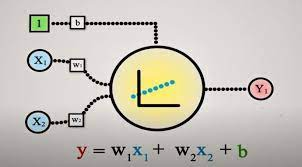 1 b
X₁ w₁
Y₁
X₂ w₂
y = w₁x₁ + w₂x₂ + b